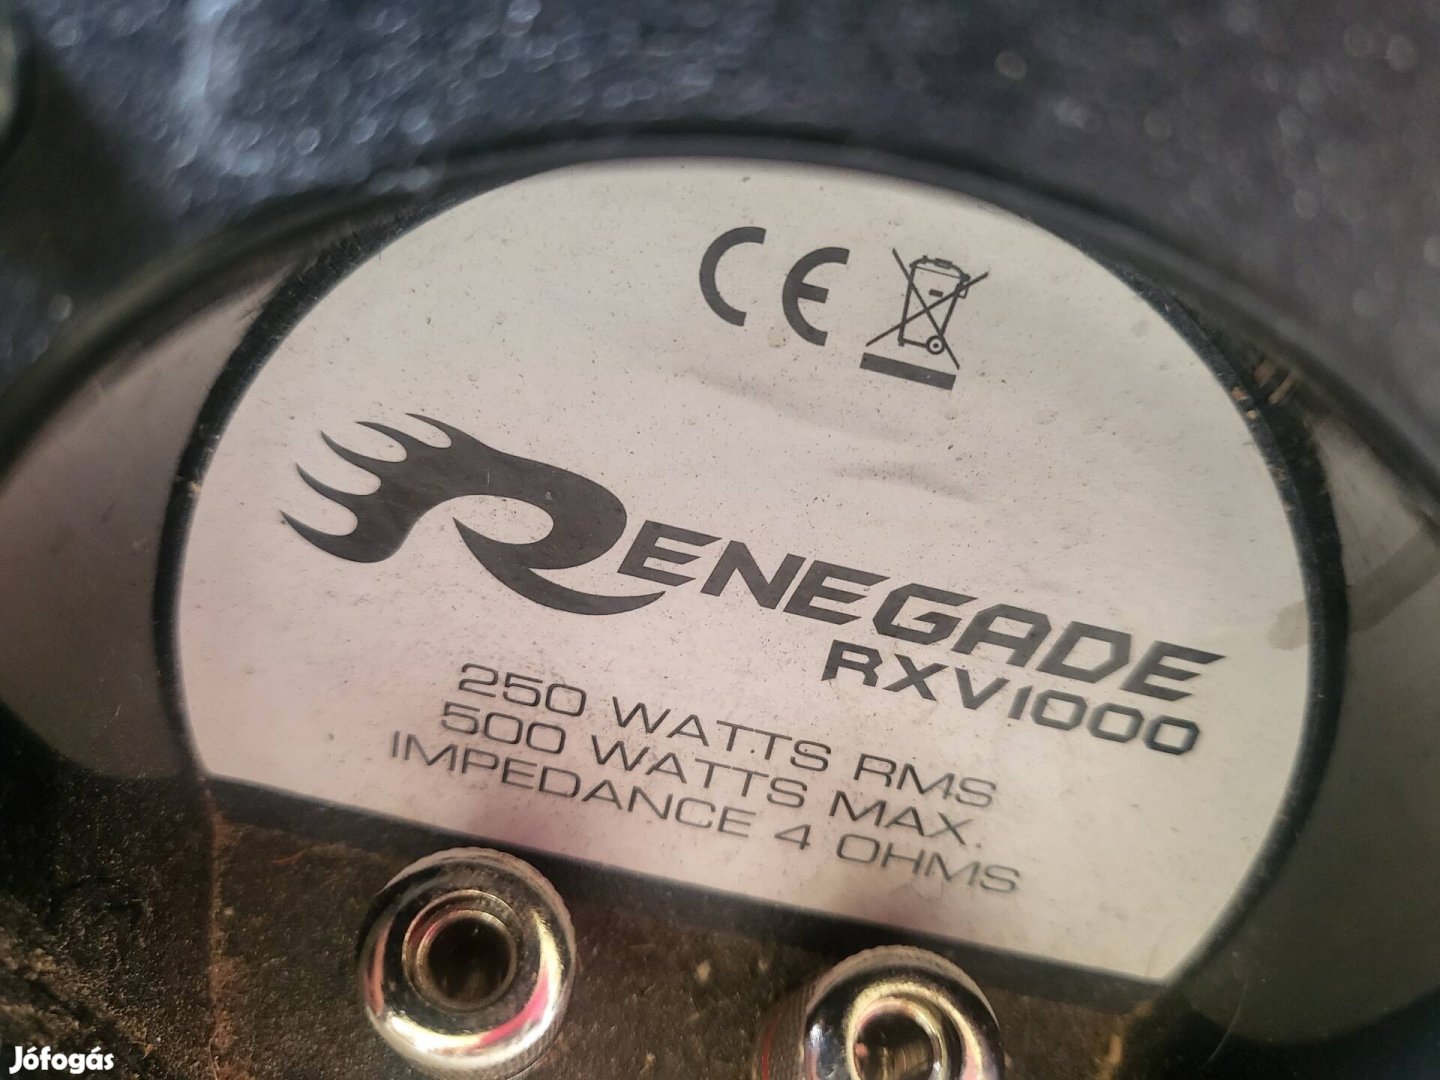 CE
RENEGADE
RXV1000
250 WATTS RMS
500 WATTS MAX.
IMPEDANCE 4 OHMS
Jófogás